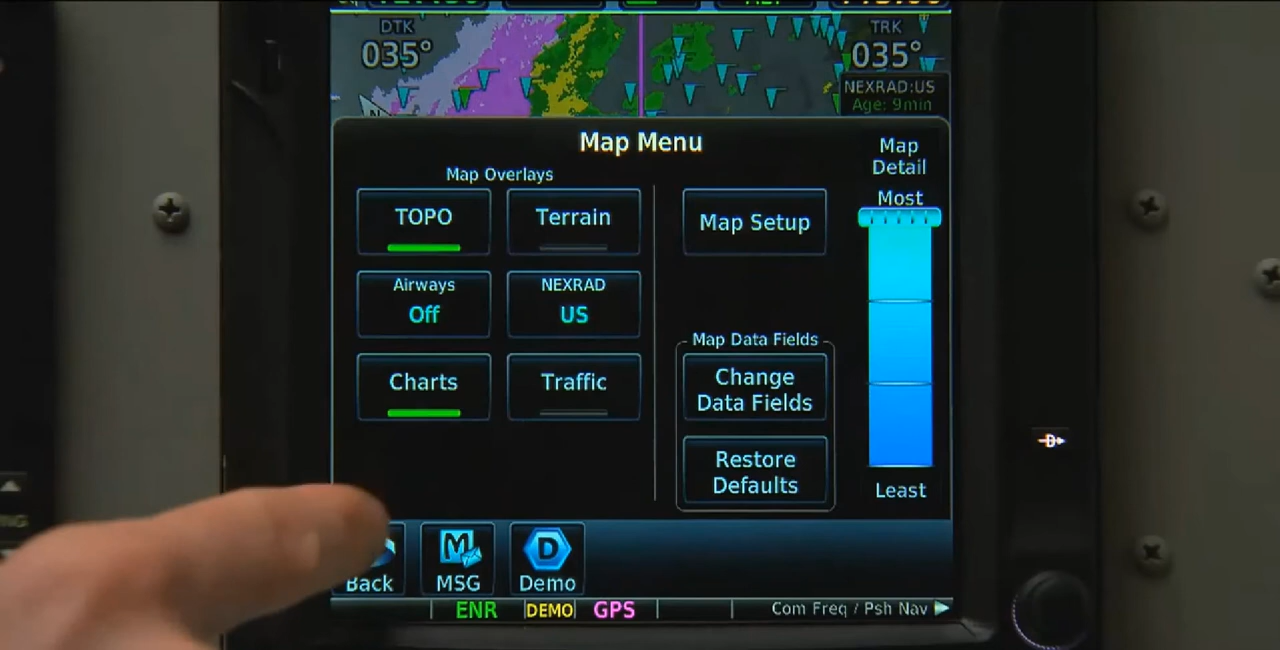 DTK
035°
TRK
035°
NEXRAD:US
Age: 9min
N
Map Menu
Map Overlays
TOPO
Terrain
Airways
Off
NEXRAD
US
Charts
Traffic
Map Setup
Map Data Fields
Change
Data Fields
Restore
Defaults
Map
Detail
Most
Least
Back
MSG
D
Demo
ENR
DEMO
GPS
Com Freq / Psh Nav
D